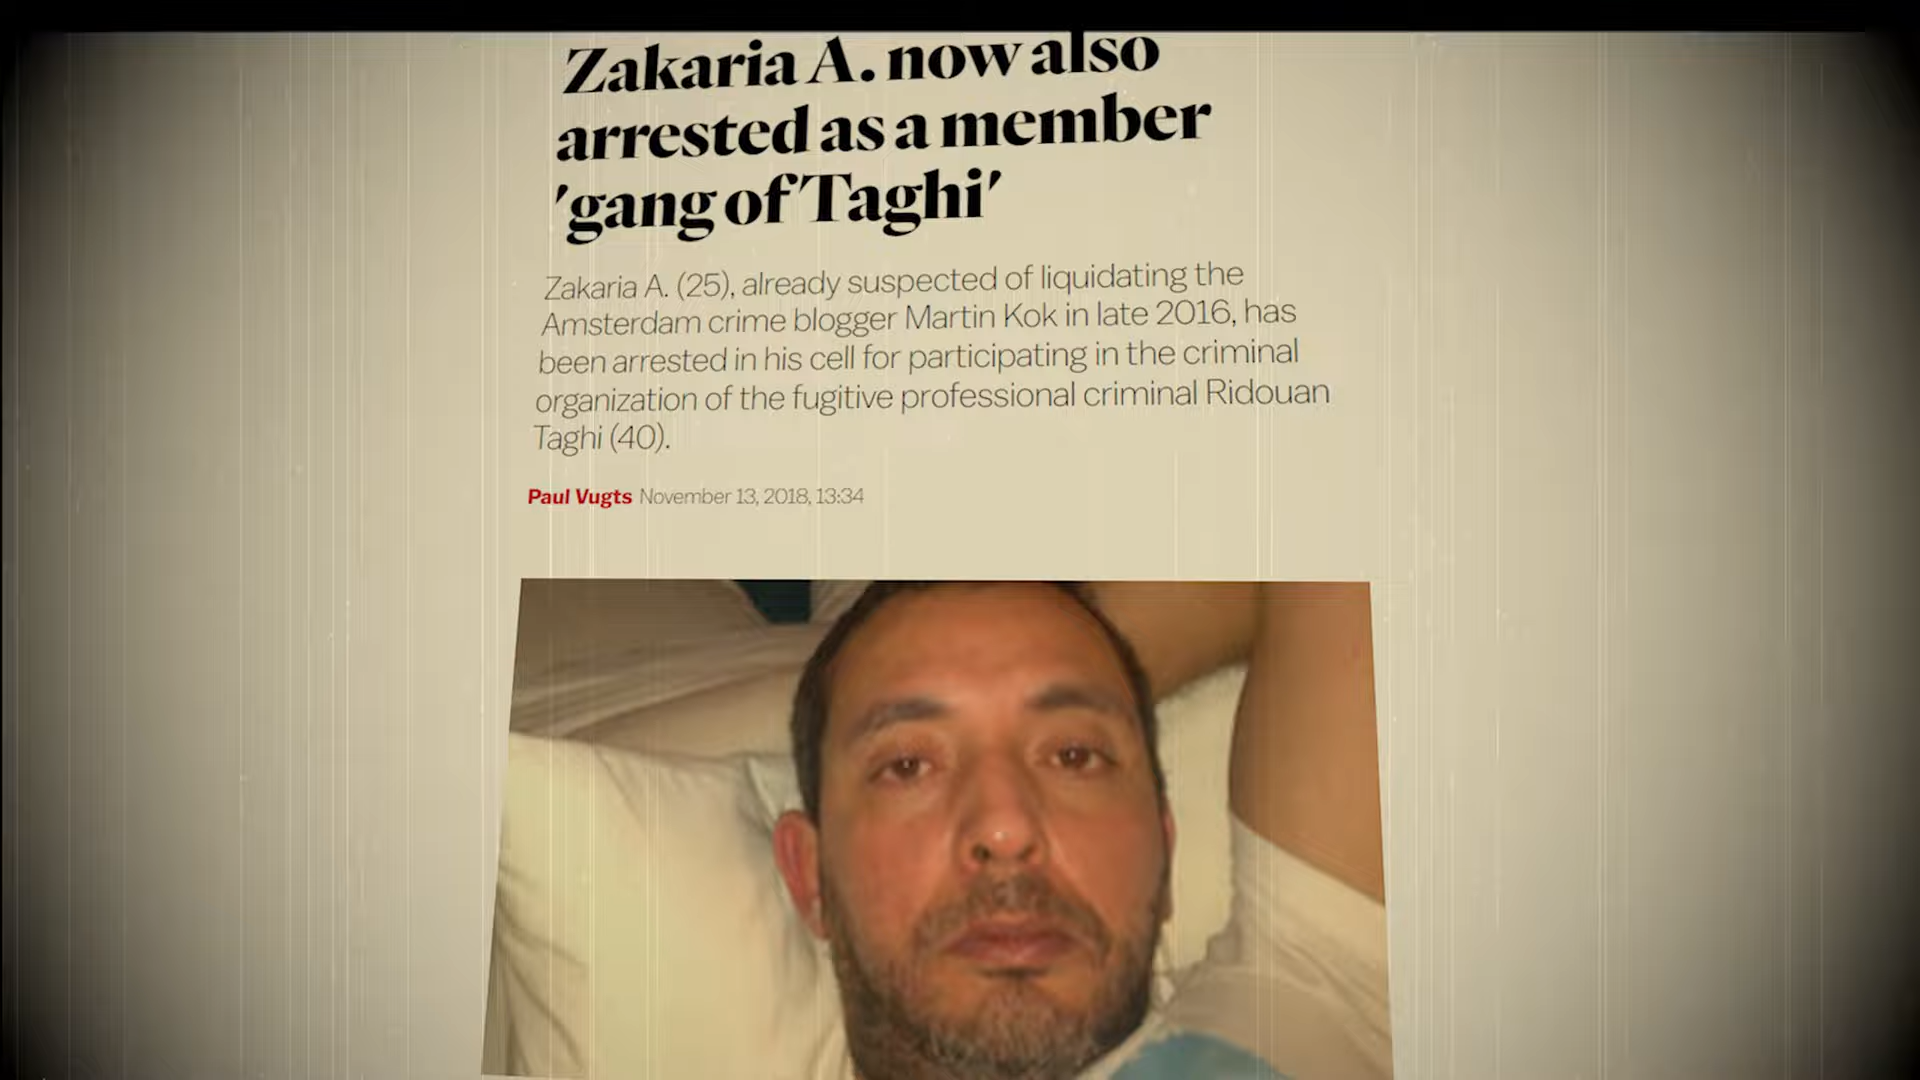 Zakaria A. now also
arrested as a member
'gang of Taghi'
Zakaria A. (25), already suspected of liquidating the
Amsterdam crime blogger Martin Kok in late 2016, has
been arrested in his cell for participating in the criminal
organization of the fugitive professional criminal Ridouan
Taghi (40).
Paul Vugts November 13, 2018, 13:34